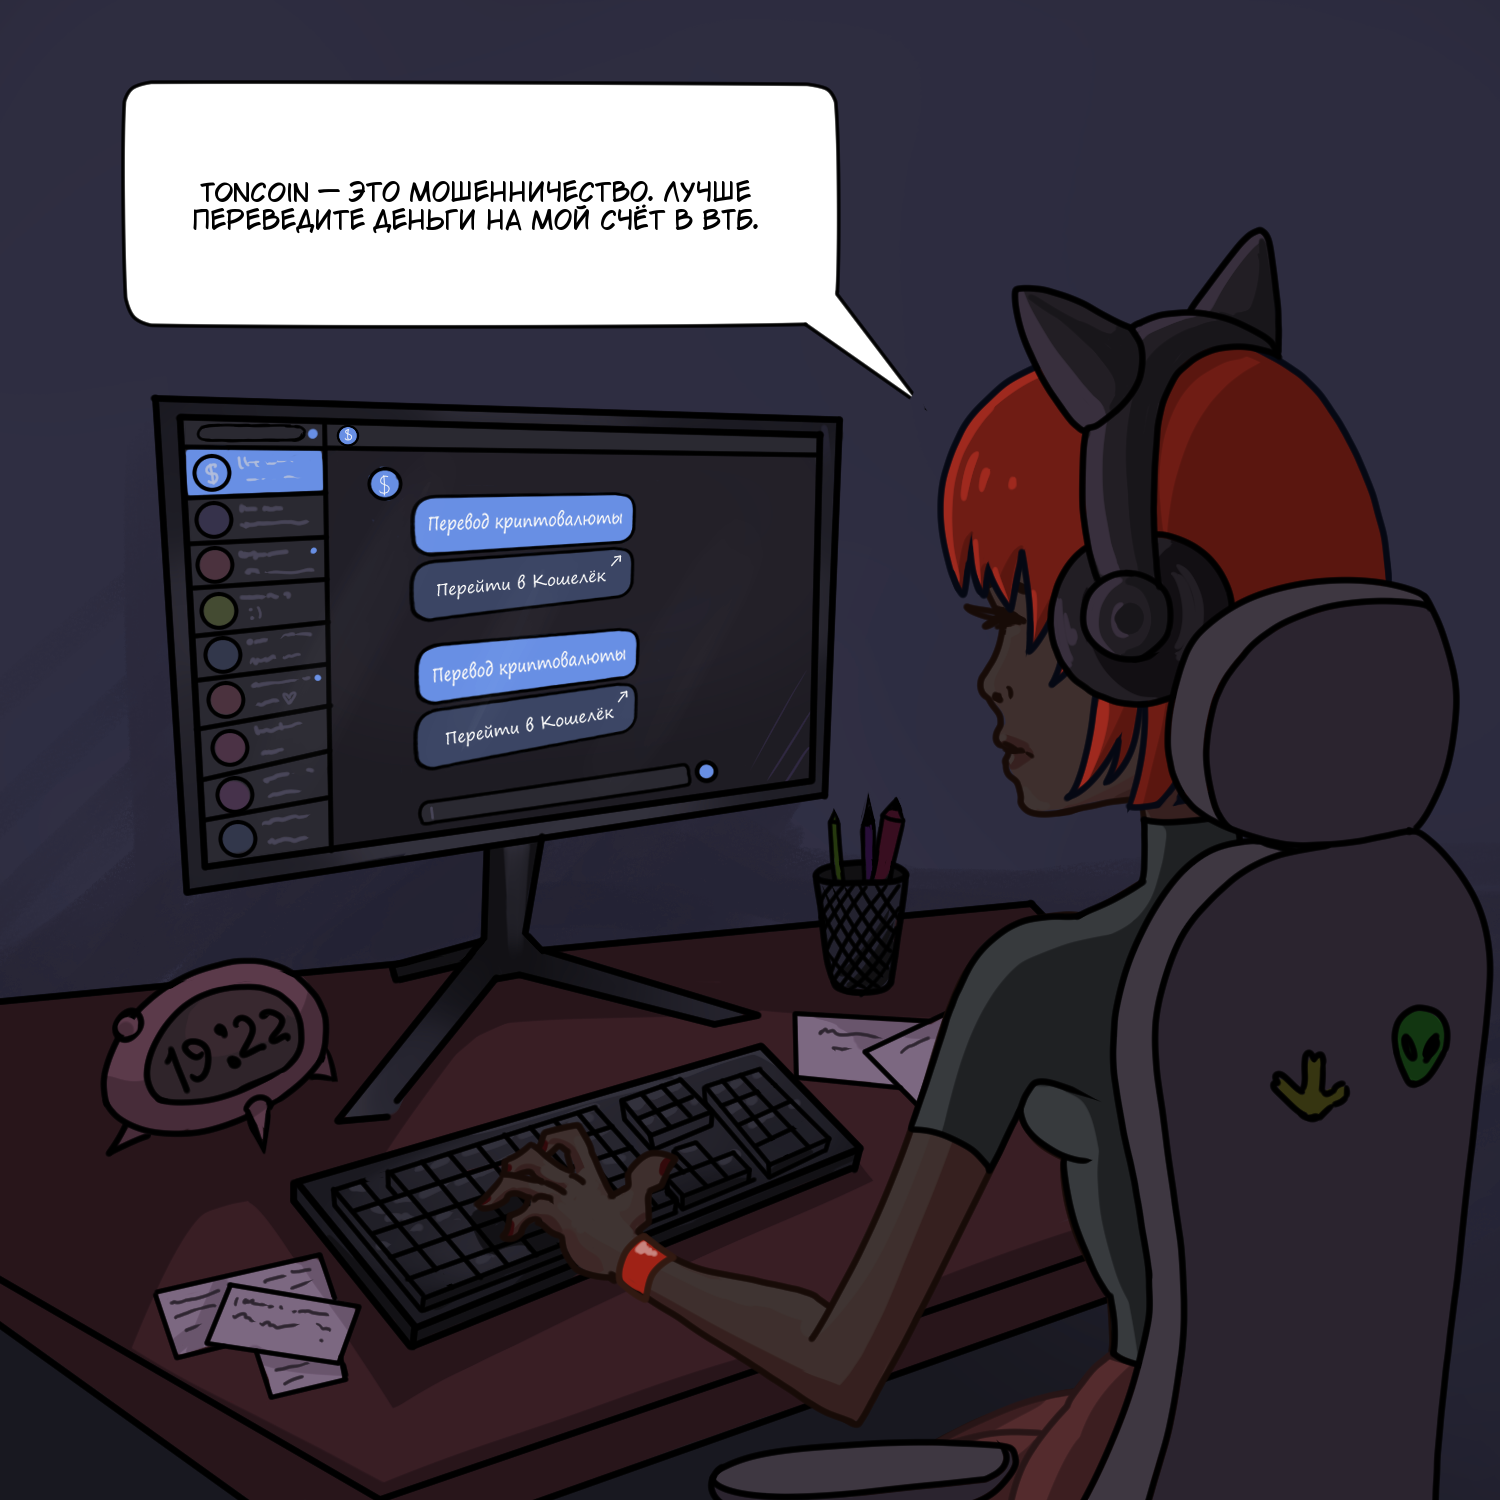 TONCOIN — ЭТО МОШЕННИЧЕСТВО. ЛУЧШЕ
ПЕРЕВЕДИТЕ ДЕНЬГИ НА МОЙ СЧЁТ В ВТБ.
$
$
$
Перевод криптовалюты
Перейти в Кошелёк
Перевод криптовалюты
Перейти в Кошелёк
:)
19:22